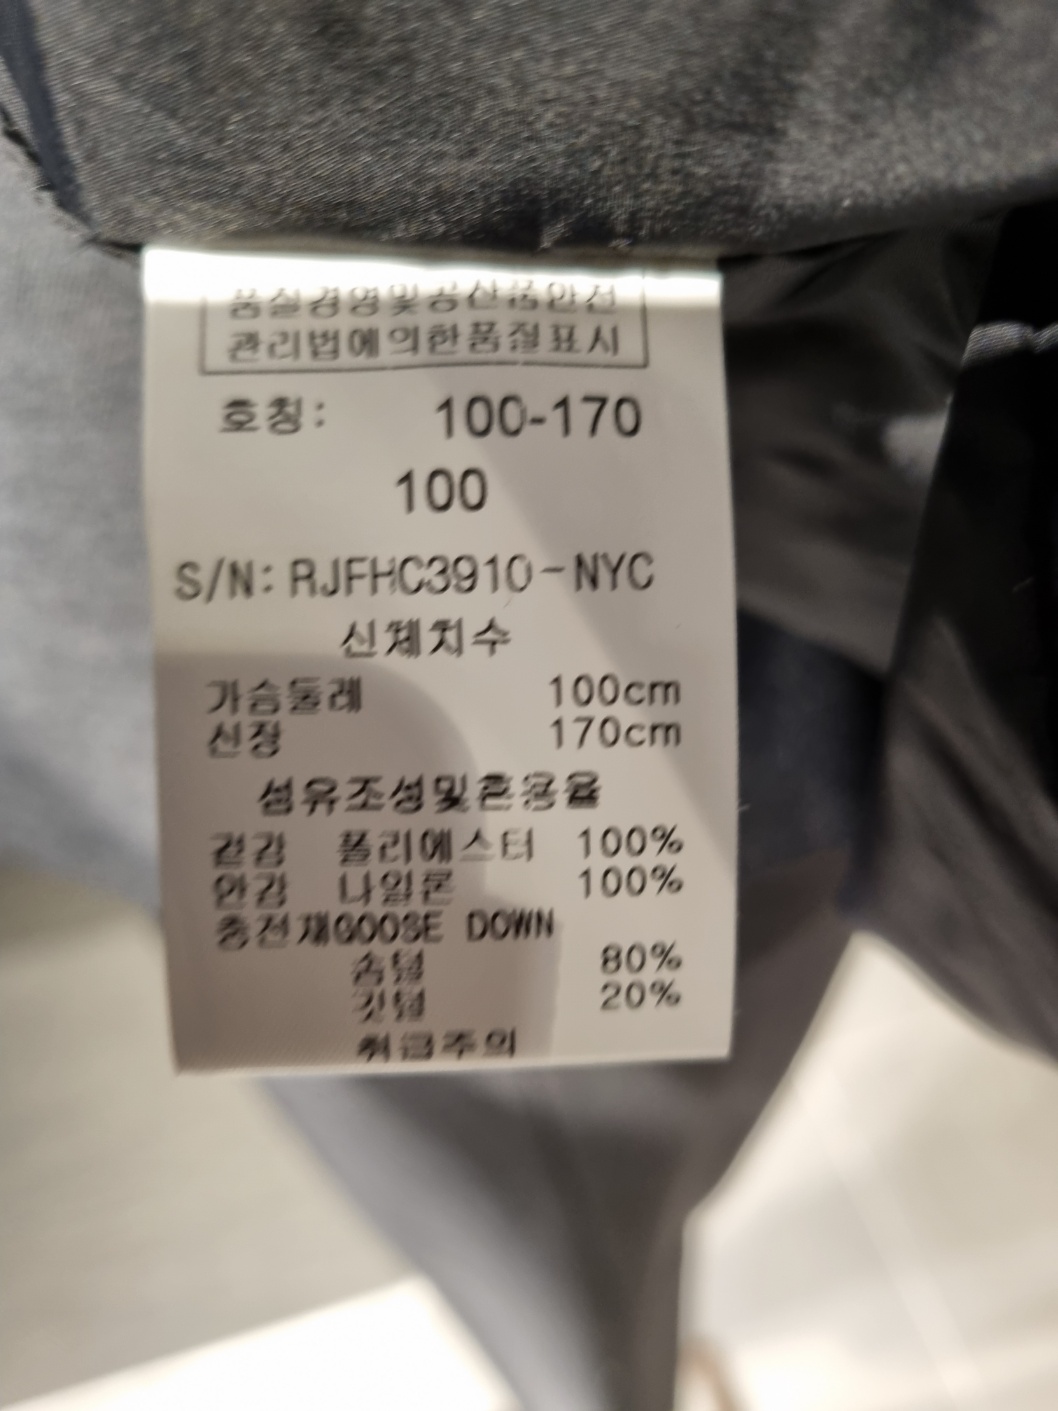 품질경영및공산품안전
관리법에의한품질표시
호칭: 100-170
100
S/N: RJFHC3910-NYC
신체치수
가슴둘레 100cm
신장 170cm
섬유조성및혼용율
겉감 폴리에스터 100%
안감 나일론 100%
충전재GOOSE DOWN
솜털 80%
깃털 20%
취급주의